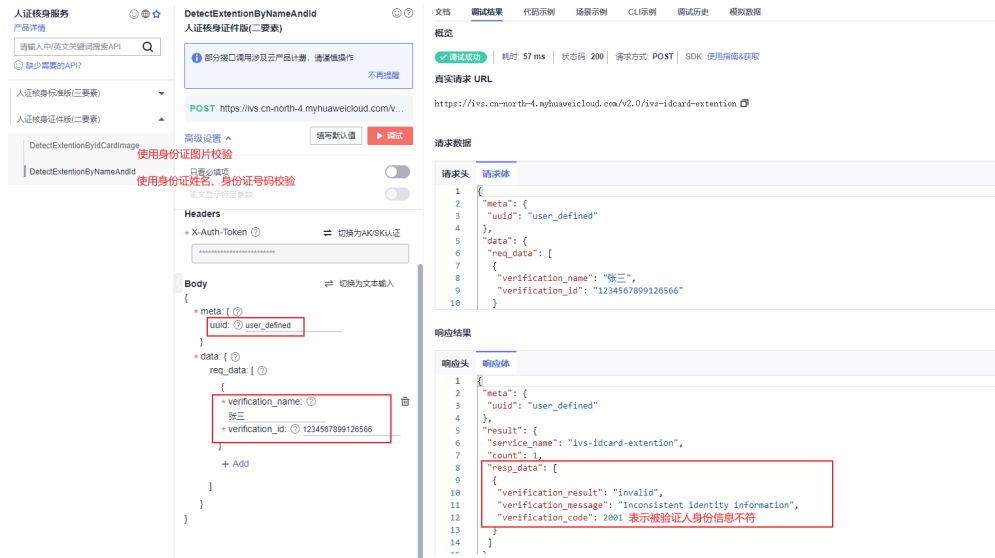 人证核身服务
产品详情
请输入中/英文关键词搜索API
缺少需要的API?
人证核身标准版(三要素)
人证核身证件版(二要素)
DetectExtentionByIdCardImage
使用身份证图片校验
DetectExtentionByNameAndId
使用身份证姓名、身份证号码校验
DetectExtentionByNameAndId
人证核身证件版(二要素)
部分接口调用涉及云产品计费，请谨慎操作
不再提醒
POST https://ivs.cn-north-4.myhuaweicloud.com/v...
高级设置
填写默认值
调试
只看必填项
Headers
* X-Auth-Token
切换为AK/SK认证
************************
Body
切换为文本输入
{
* meta: {
uuid: user_defined
}
* data: {
req_data: [
{
* verification_name:
张三
* verification_id: 1234567899126566
}
+ Add
]
}
}
文档 调试结果 代码示例 场景示例 CLI示例 调试历史 模拟数据
概览
调试成功 耗时: 57 ms 状态码: 200 请求方式: POST SDK: 使用指南&获取
真实请求 URL
https://ivs.cn-north-4.myhuaweicloud.com/v2.0/ivs-idcard-extention
请求数据
请求头 请求体
1 {
2 "meta": {
3 "uuid": "user_defined"
4 },
5 "data": {
6 "req_data": [
7 {
8 "verification_name": "张三",
9 "verification_id": "1234567899126566"
10 }
响应结果
响应头 响应体
1 {
2 "meta": {
3 "uuid": "user_defined"
4 },
5 "result": {
6 "service_name": "ivs-idcard-extention",
7 "count": 1,
8 "resp_data": [
9 {
10 "verification_result": "invalid",
11 "verification_message": "Inconsistent identity information",
12 "verification_code": 2001 表示被验证人身份信息不符
13 }
14 ]